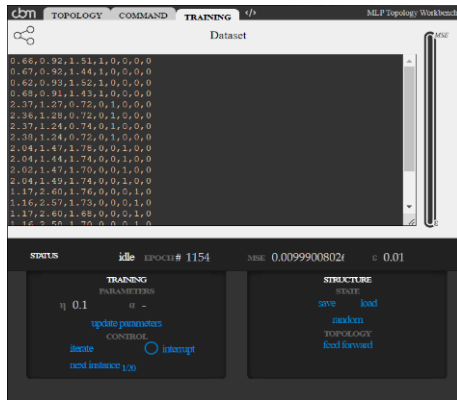 cbm TOPOLOGY COMMAND TRAINING </> MLP Topology Workbench
Dataset MSE
0.66,0.92,1.51,1,0,0,0,0
0.67,0.92,1.44,1,0,0,0,0
0.62,0.93,1.52,1,0,0,0,0
0.68,0.91,1.43,1,0,0,0,0
2.37,1.27,0.72,0,1,0,0,0
2.36,1.28,0.72,0,1,0,0,0
2.37,1.24,0.74,0,1,0,0,0
2.38,1.24,0.72,0,1,0,0,0
2.04,1.47,1.78,0,0,1,0,0
2.04,1.44,1.74,0,0,1,0,0
2.02,1.47,1.70,0,0,1,0,0
2.04,1.49,1.74,0,0,1,0,0
1.17,2.60,1.76,0,0,0,1,0
1.16,2.57,1.73,0,0,0,1,0
1.17,2.60,1.68,0,0,0,1,0
ε
STATUS idle EPOCH# 1154 MSE 0.0099900802 ε 0.01
TRAINING STRUCTURE
PARAMETERS STATE
η 0.1 α - save load
update parameters random
CONTROL TOPOLOGY
iterate interrupt feed forward
next instance 1/20